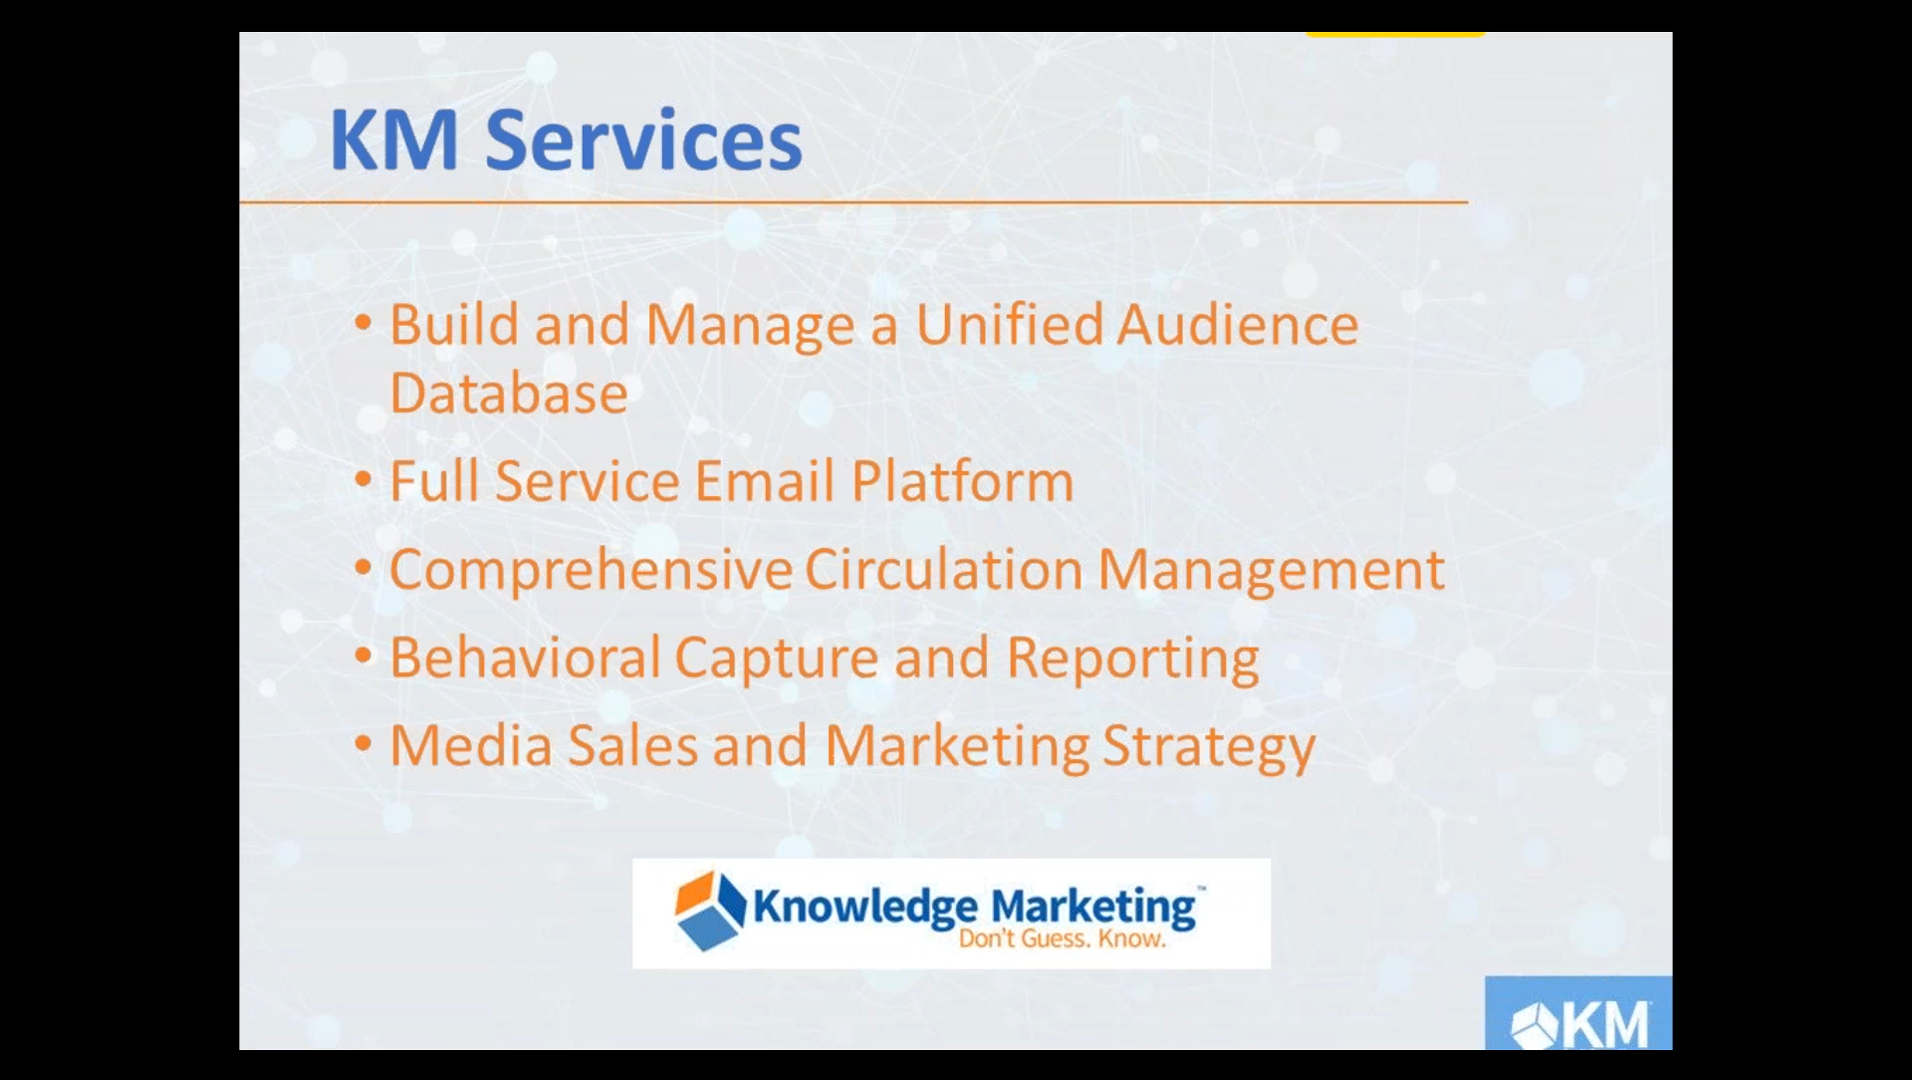 KM Services
• Build and Manage a Unified Audience
Database
• Full Service Email Platform
• Comprehensive Circulation Management
• Behavioral Capture and Reporting
• Media Sales and Marketing Strategy
Knowledge Marketing™
Don't Guess. Know.
KM